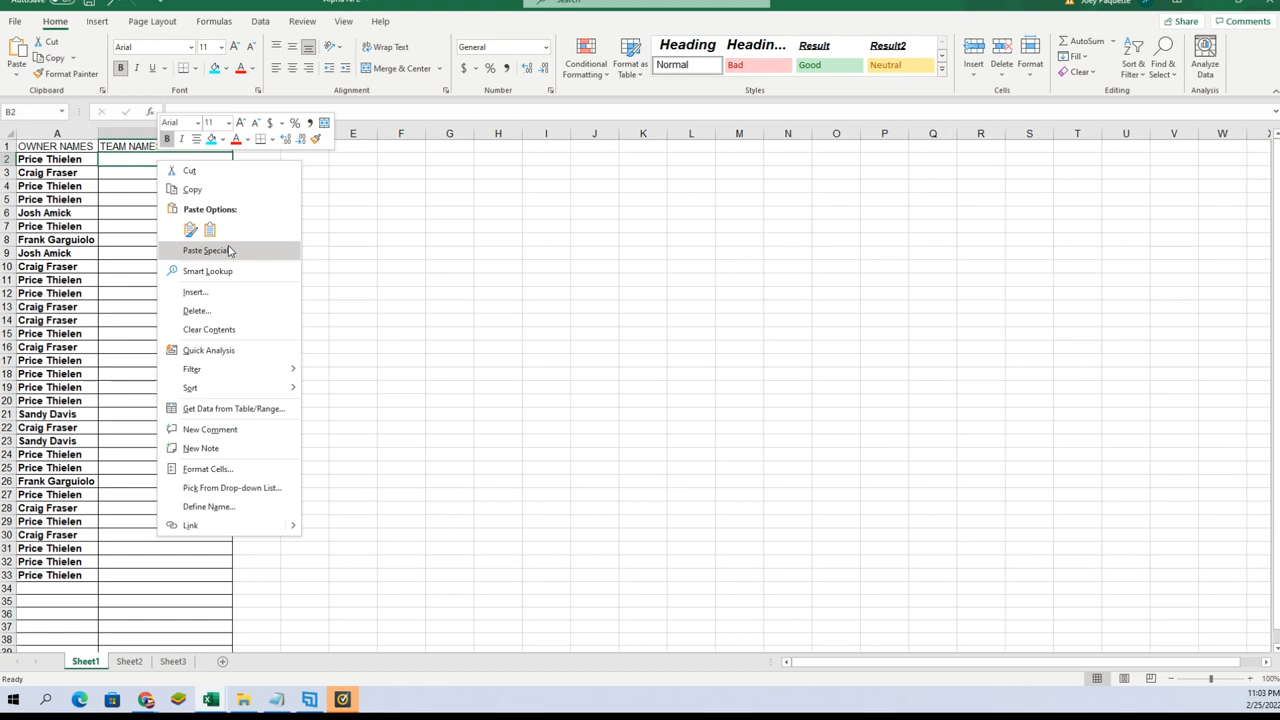 AutoSave Off
Search
Joey Paquette
File Home Insert Page Layout Formulas Data Review View Help Share Comments
Paste Cut Copy Format Painter Clipboard
Arial 11 B I U Font
Wrap Text Merge & Center Alignment
General $ % , Number
Conditional Formatting Format as Table
Heading Headin... Result Result2
Normal Bad Good Neutral
Styles
Insert Delete Format Cells
AutoSum Fill Clear Sort & Filter Find & Select Editing
Analyze Data Analysis
B2 fx
Arial 11 $ % ,
B I A
A B E F G H I J K L M N O P Q R S T U V W
1 OWNER NAMES TEAM NAMES
2 Price Thielen
3 Craig Fraser
4 Price Thielen
5 Price Thielen
6 Josh Amick
7 Price Thielen
8 Frank Garguiolo
9 Josh Amick
10 Craig Fraser
11 Price Thielen
12 Price Thielen
13 Craig Fraser
14 Craig Fraser
15 Price Thielen
16 Craig Fraser
17 Price Thielen
18 Price Thielen
19 Price Thielen
20 Price Thielen
21 Sandy Davis
22 Craig Fraser
23 Sandy Davis
24 Price Thielen
25 Price Thielen
26 Frank Garguiolo
27 Price Thielen
28 Craig Fraser
29 Price Thielen
30 Craig Fraser
31 Price Thielen
32 Price Thielen
33 Price Thielen
34
35
36
37
38
39
Cut
Copy
Paste Options:
Paste Special...
Smart Lookup
Insert...
Delete...
Clear Contents
Quick Analysis
Filter
Sort
Get Data from Table/Range...
New Comment
New Note
Format Cells...
Pick From Drop-down List...
Define Name...
Link
Sheet1 Sheet2 Sheet3
Ready 100%
11:03 PM